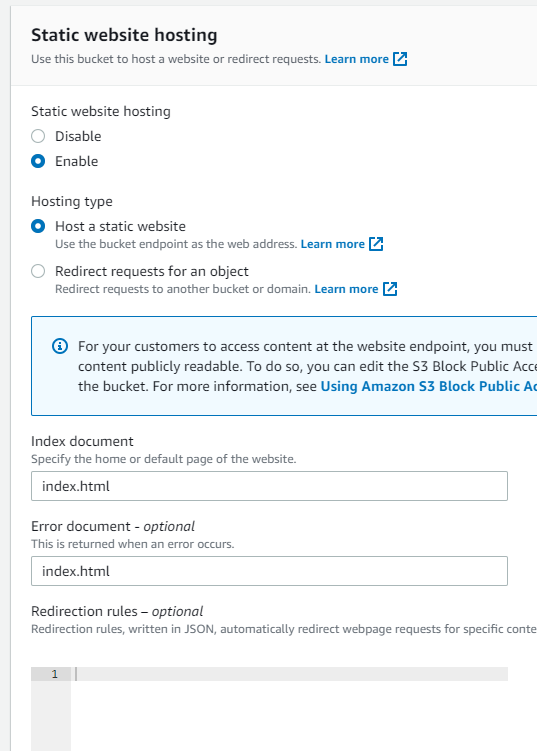 Static website hosting
Use this bucket to host a website or redirect requests. Learn more
Static website hosting
Disable
Enable
Hosting type
Host a static website
Use the bucket endpoint as the web address. Learn more
Redirect requests for an object
Redirect requests to another bucket or domain. Learn more
For your customers to access content at the website endpoint, you must
content publicly readable. To do so, you can edit the S3 Block Public Acce
the bucket. For more information, see Using Amazon S3 Block Public Ac
Index document
Specify the home or default page of the website.
index.html
Error document - optional
This is returned when an error occurs.
index.html
Redirection rules – optional
Redirection rules, written in JSON, automatically redirect webpage requests for specific conte
1